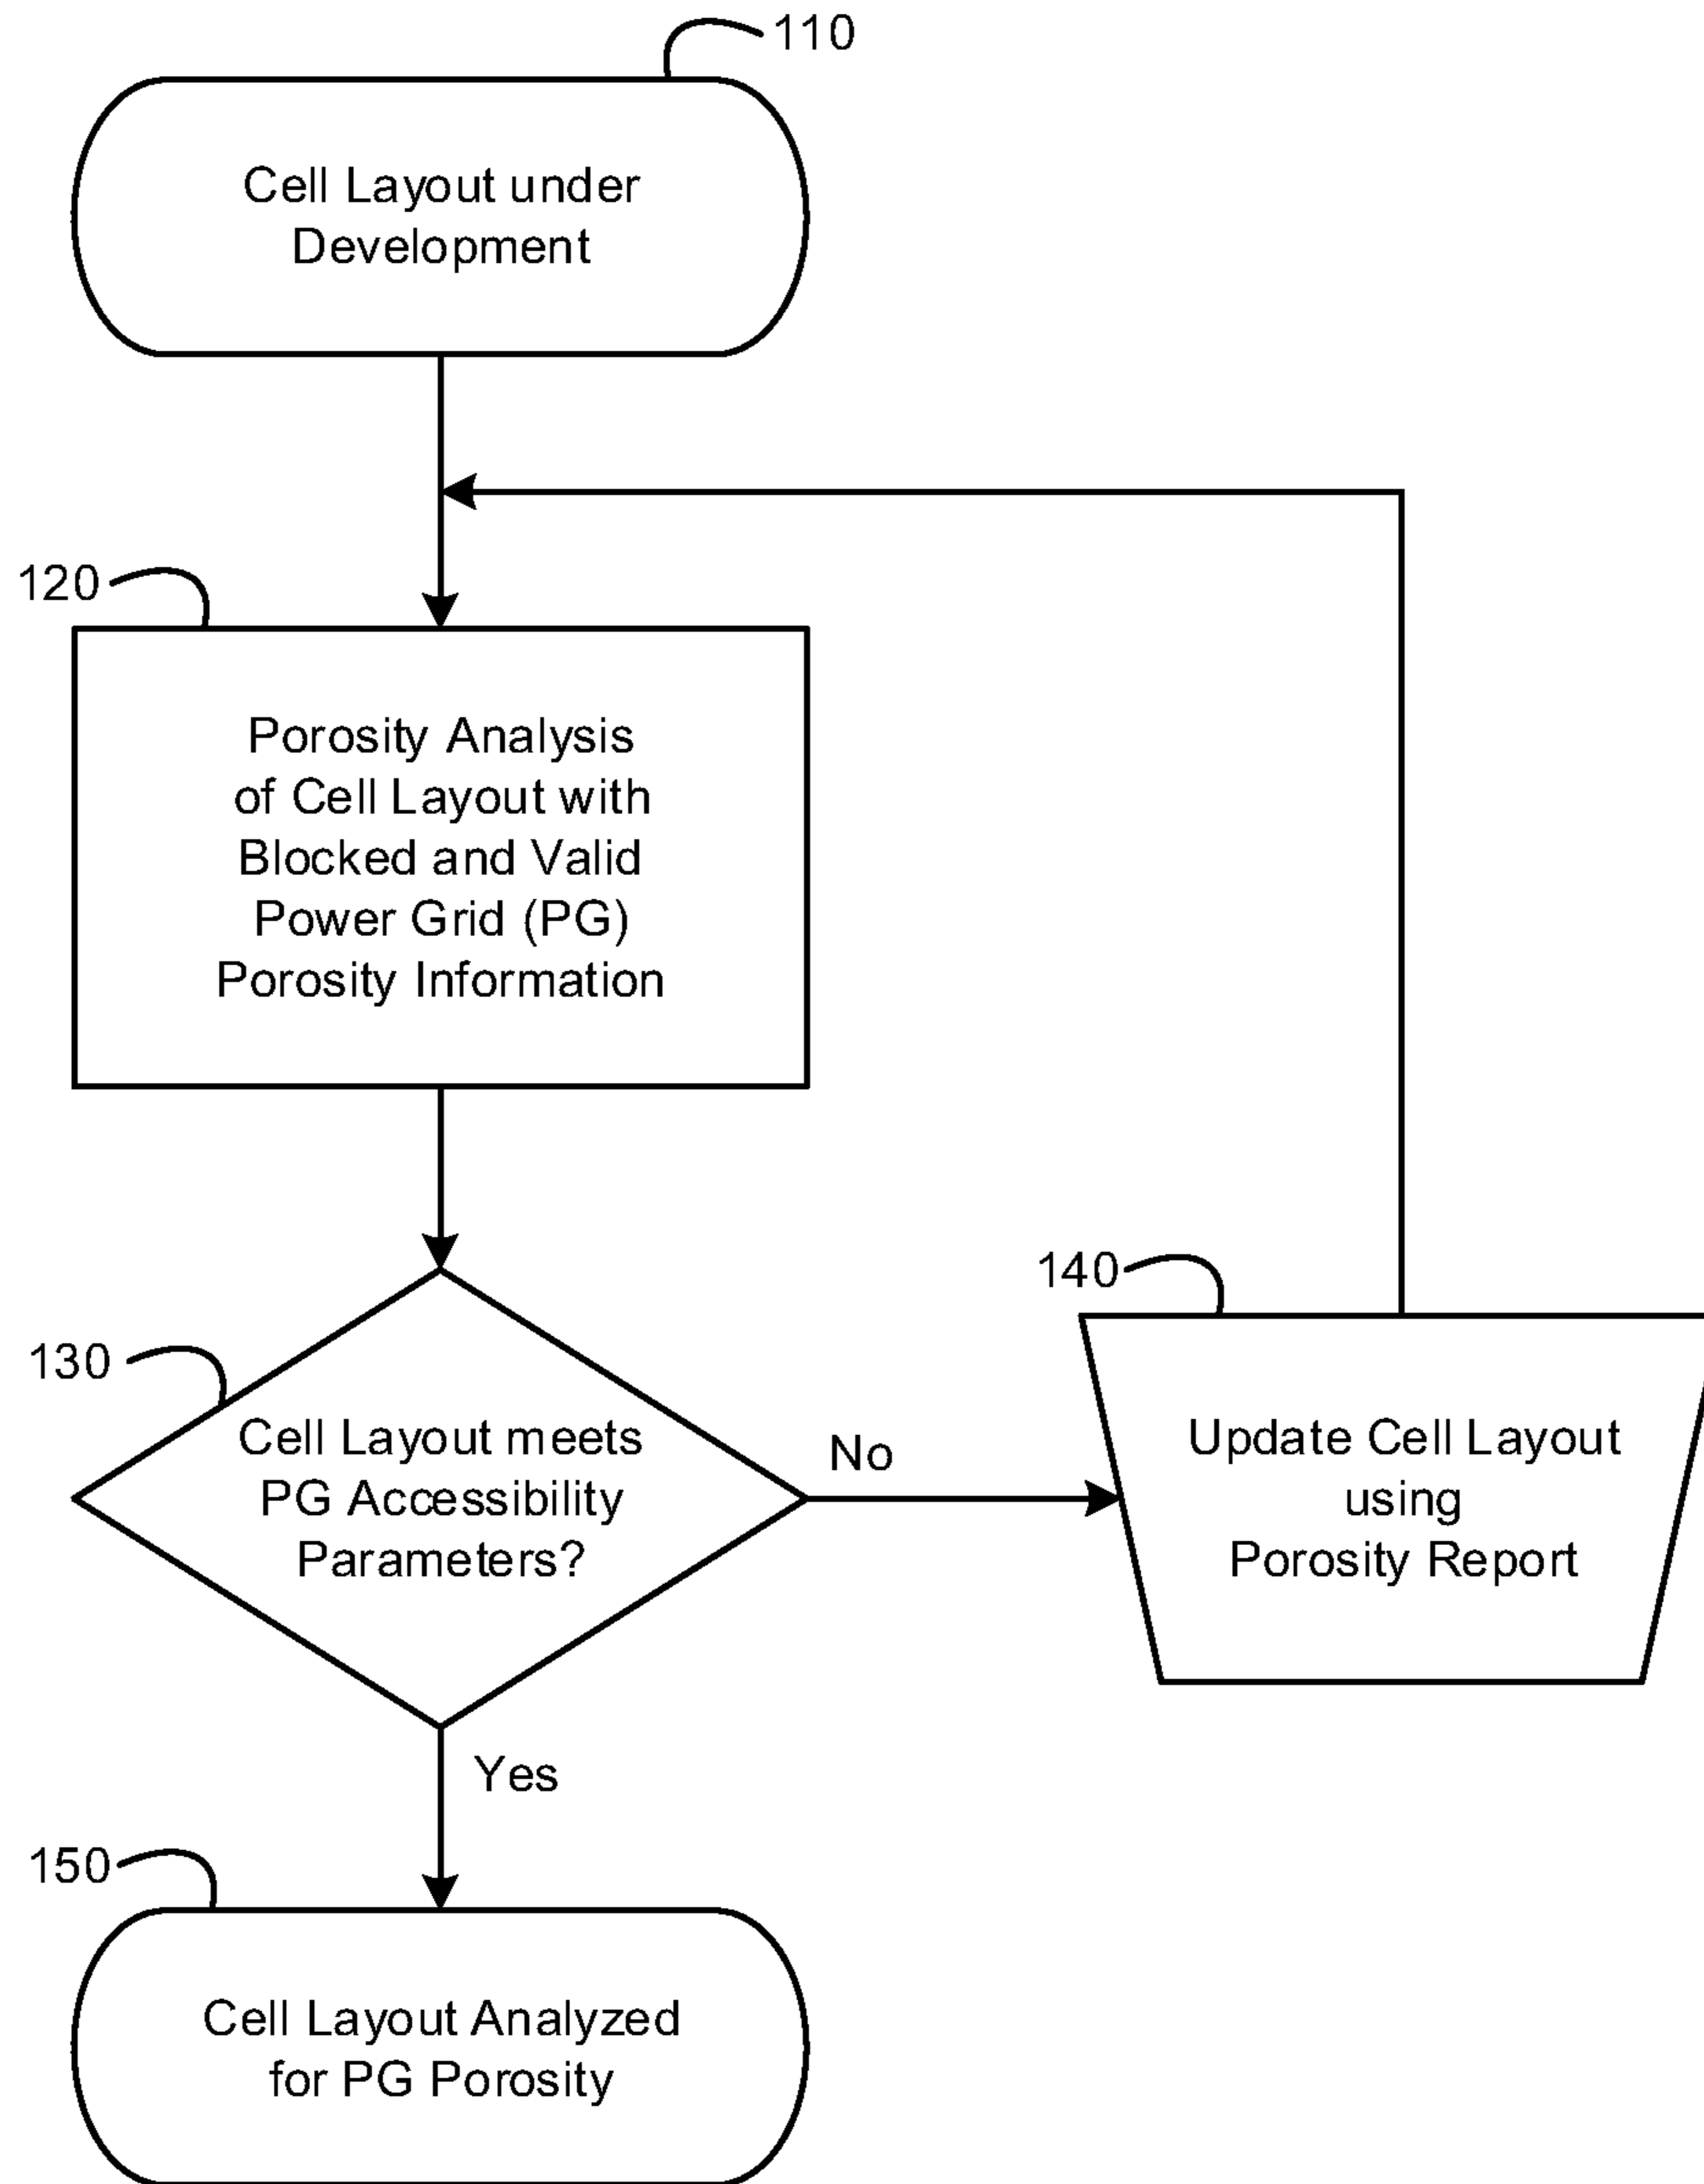 110
Cell Layout under
Development
120
Porosity Analysis
of Cell Layout with
Blocked and Valid
Power Grid (PG)
Porosity Information
130
Cell Layout meets
PG Accessibility
Parameters?
No
140
Update Cell Layout
using
Porosity Report
Yes
150
Cell Layout Analyzed
for PG Porosity